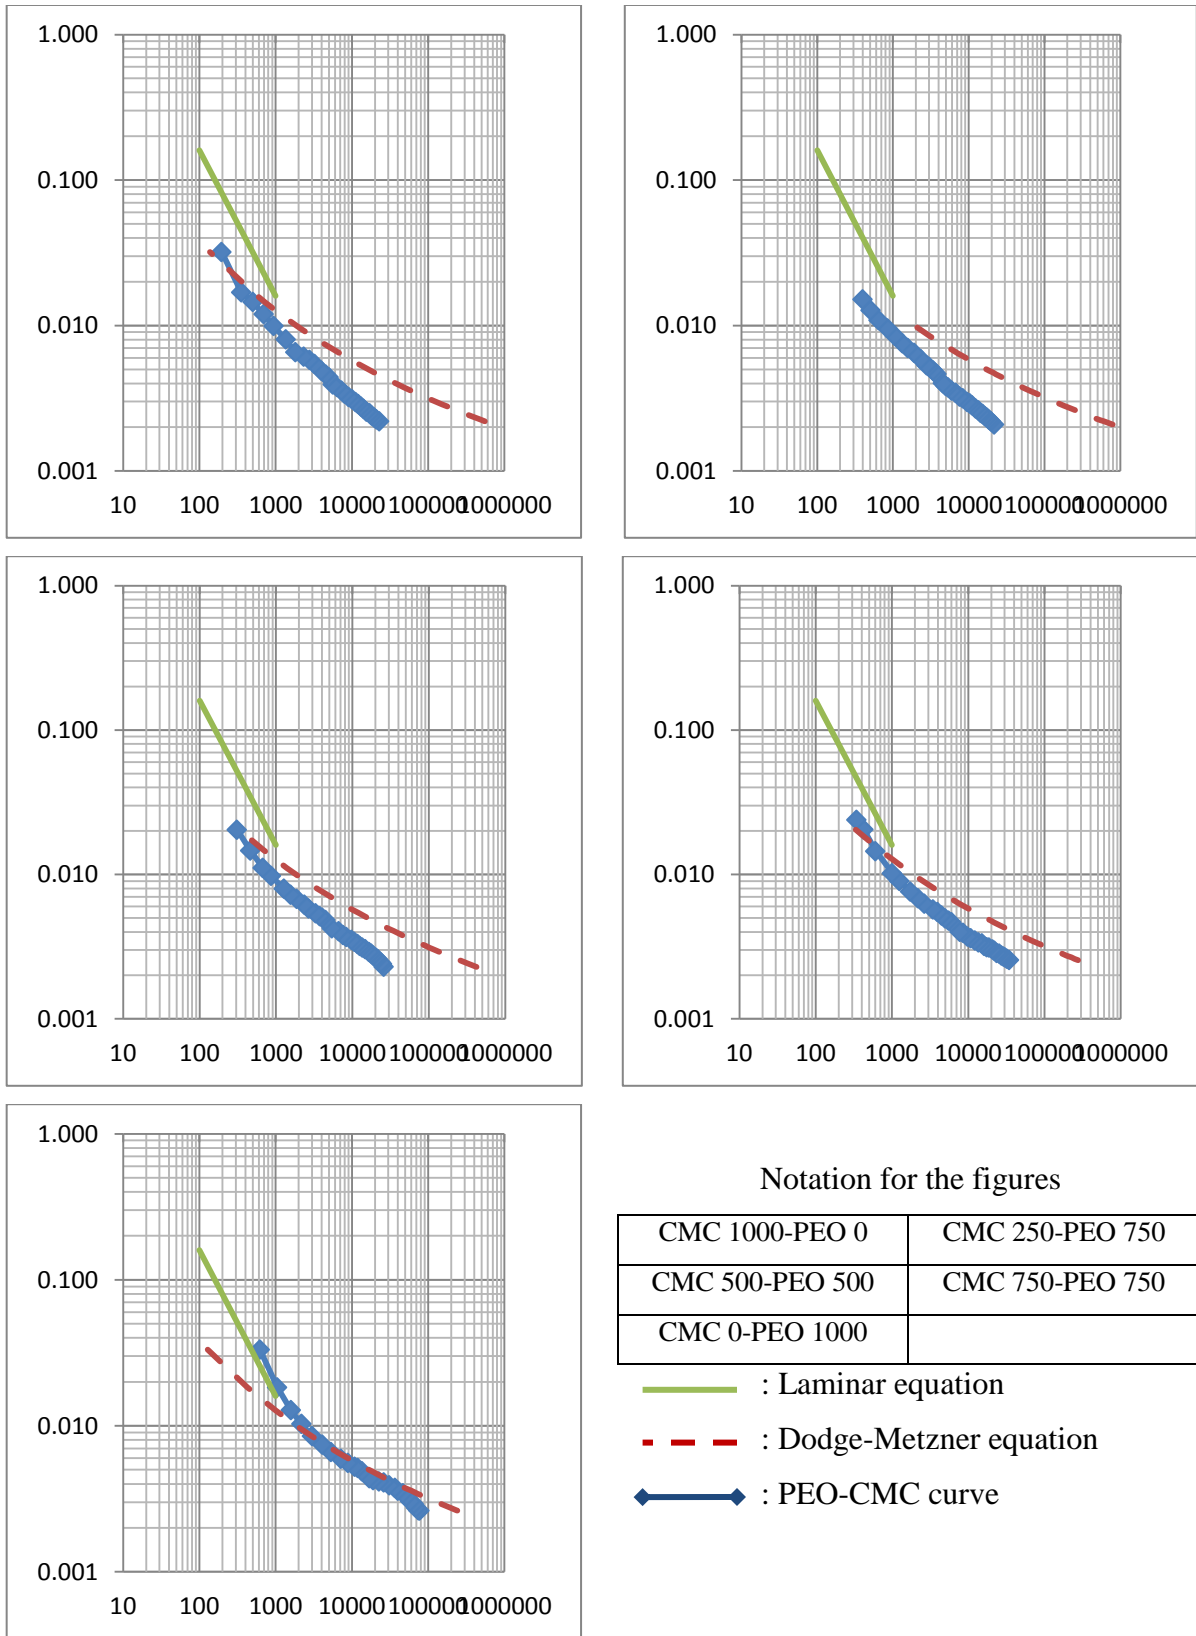 1.000
0.100
0.010
0.001
10 100 1000 10000 100000 1000000
1.000
0.100
0.010
0.001
10 100 1000 10000 100000 1000000
1.000
0.100
0.010
0.001
10 100 1000 10000 100000 1000000
1.000
0.100
0.010
0.001
10 100 1000 10000 100000 1000000
1.000
0.100
0.010
0.001
10 100 1000 10000 100000 1000000
Notation for the figures
CMC 1000-PEO 0 CMC 250-PEO 750
CMC 500-PEO 500 CMC 750-PEO 750
CMC 0-PEO 1000
: Laminar equation
: Dodge-Metzner equation
: PEO-CMC curve